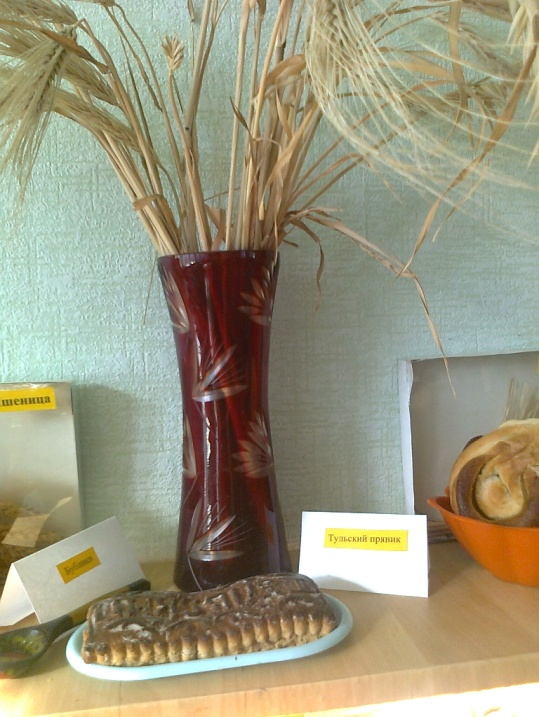 шеница
Тульский пряник